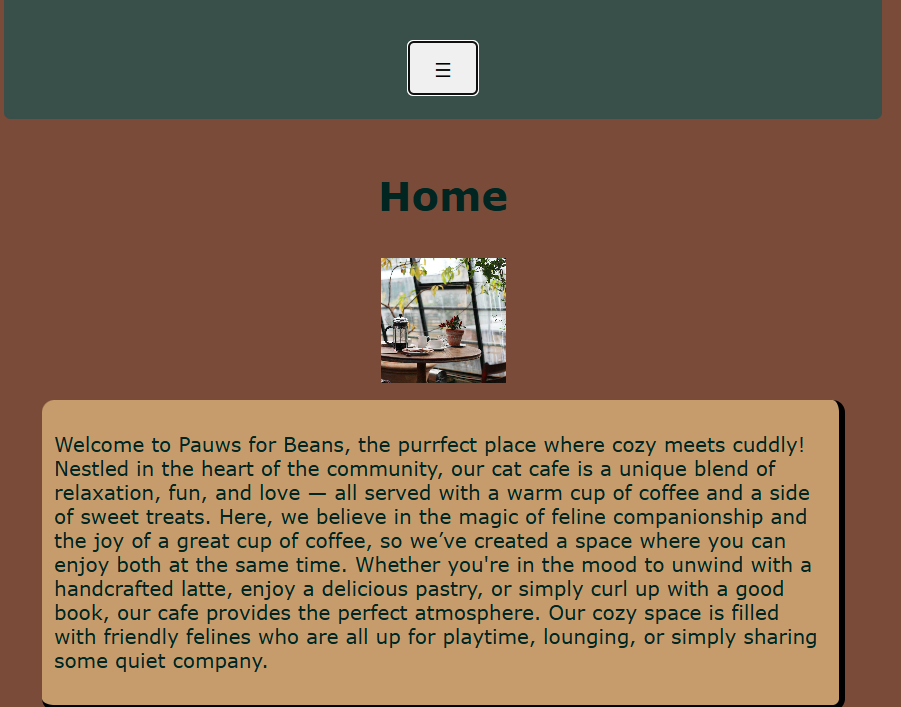 ☰
Home
Welcome to Pauws for Beans, the purrfect place where cozy meets cuddly!
Nestled in the heart of the community, our cat cafe is a unique blend of
relaxation, fun, and love — all served with a warm cup of coffee and a side
of sweet treats. Here, we believe in the magic of feline companionship and
the joy of a great cup of coffee, so we’ve created a space where you can
enjoy both at the same time. Whether you're in the mood to unwind with a
handcrafted latte, enjoy a delicious pastry, or simply curl up with a good
book, our cafe provides the perfect atmosphere. Our cozy space is filled
with friendly felines who are all up for playtime, lounging, or simply sharing
some quiet company.